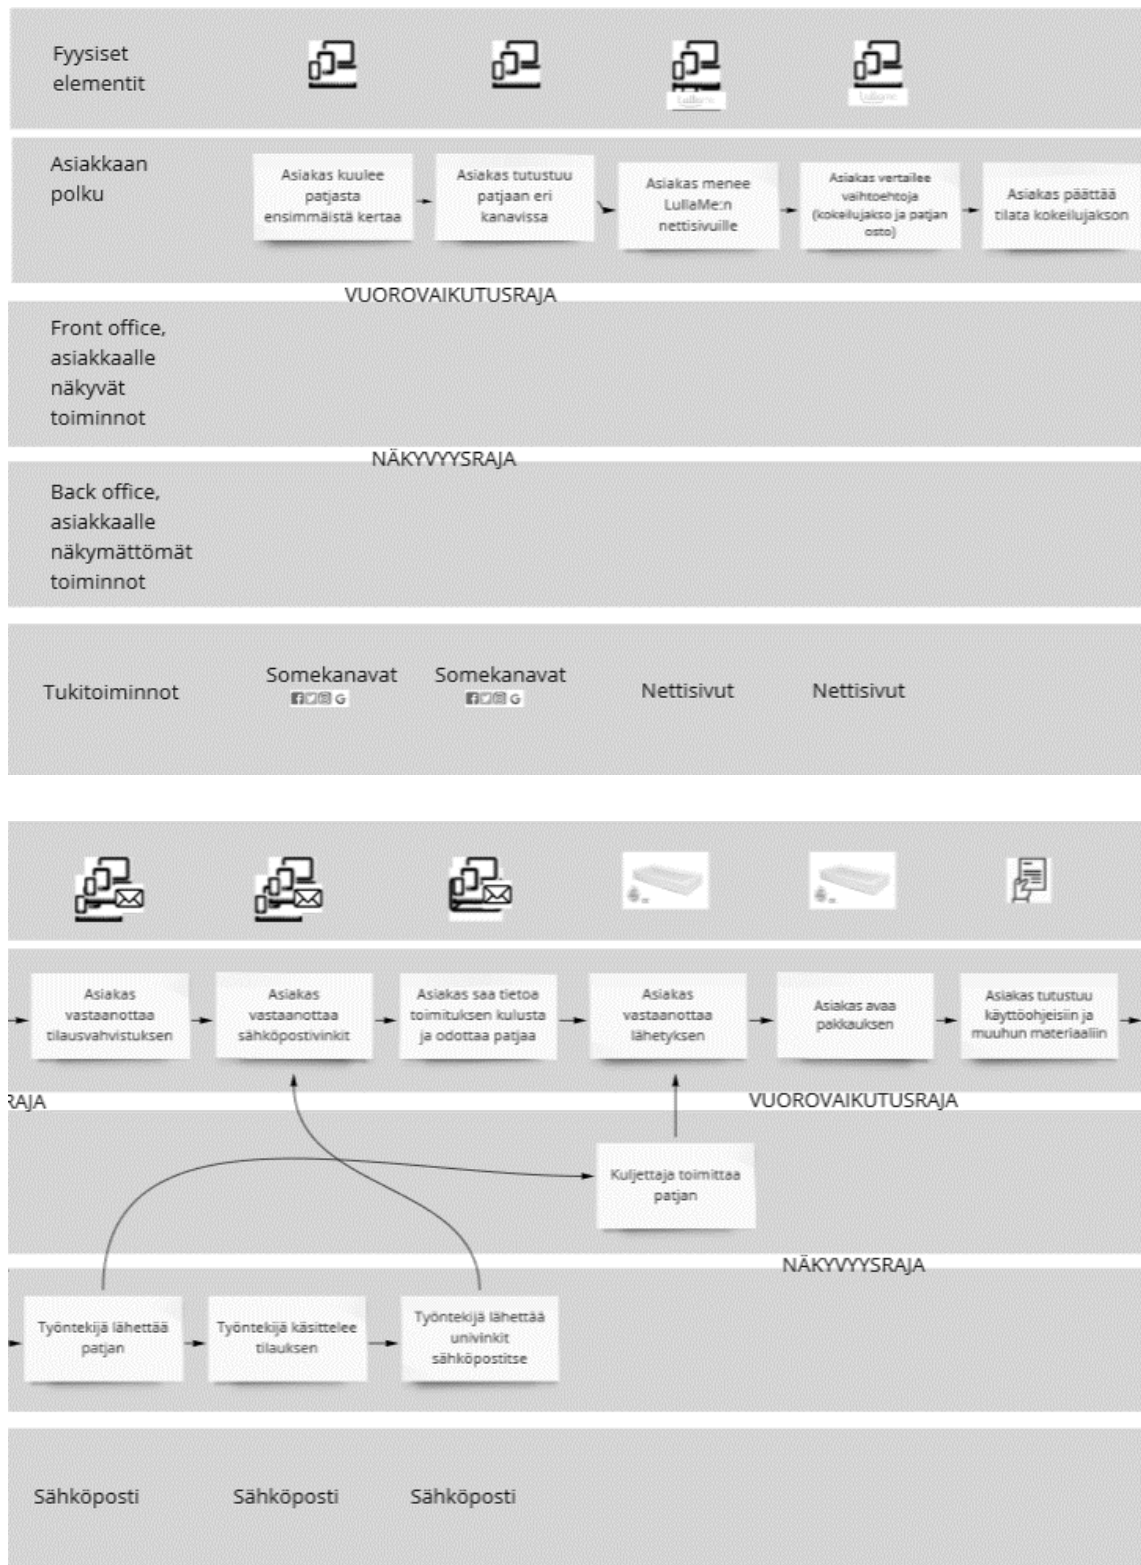 Fyysiset
elementit
LullaMe
LullaMe
Asiakkaan
polku
Asiakas kuulee
patjasta
ensimmäistä kertaa
Asiakas tutustuu
patjaan eri
kanavissa
Asiakas menee
LullaMe:n
nettisivuille
Asiakas vertailee
vaihtoehtoja
(kokeilujakso ja patjan
osto)
Asiakas päättää
tilata kokeilujakson
VUOROVAIKUTUSRAJA
Front office,
asiakkaalle
näkyvät
toiminnot
NÄKYVYYSRAJA
Back office,
asiakkaalle
näkymättömät
toiminnot
Tukitoiminnot
Somekanavat
G
Somekanavat
G
Nettisivut
Nettisivut
Asiakas
vastaanottaa
tilausvahvistuksen
Asiakas
vastaanottaa
sähköpostivinkit
Asiakas saa tietoa
toimituksen kulusta
ja odottaa patjaa
Asiakas
vastaanottaa
lähetyksen
Asiakas avaa
pakkauksen
Asiakas tutustuu
käyttöohjeisiin ja
muuhun materiaaliin
RAJA
VUOROVAIKUTUSRAJA
Kuljettaja toimittaa
patjan
NÄKYVYYSRAJA
Työntekijä lähettää
patjan
Työntekijä käsittelee
tilauksen
Työntekijä lähettää
univinkit
sähköpostitse
Sähköposti
Sähköposti
Sähköposti